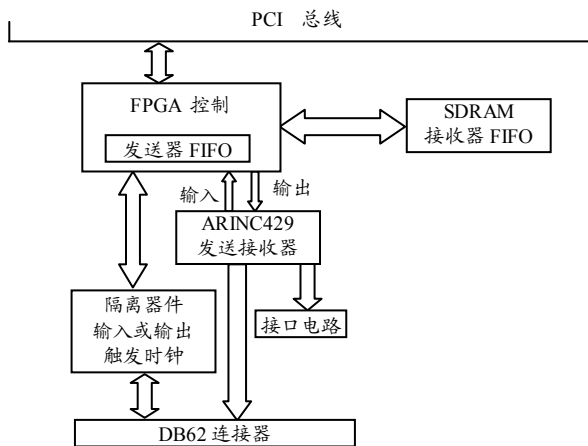 PCI 总线
FPGA 控制
发送器 FIFO
SDRAM
接收器 FIFO
输入
输出
ARINC429
发送接收器
隔离器件
输入或输出
触发时钟
接口电路
DB62 连接器